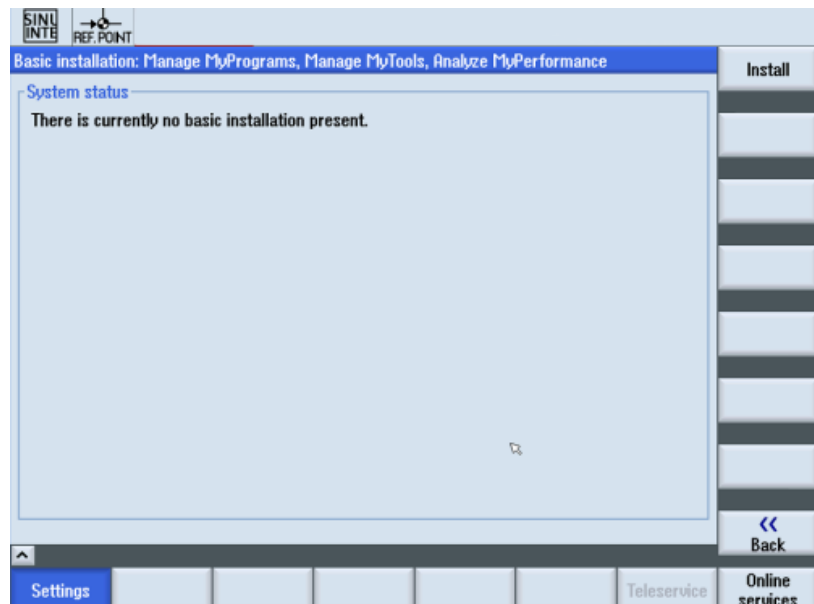 SINU
INTE
REF. POINT
Basic installation: Manage MyPrograms, Manage MyTools, Analyze MyPerformance
Install
System status
There is currently no basic installation present.
<<
Back
Settings
Teleservice
Online
services